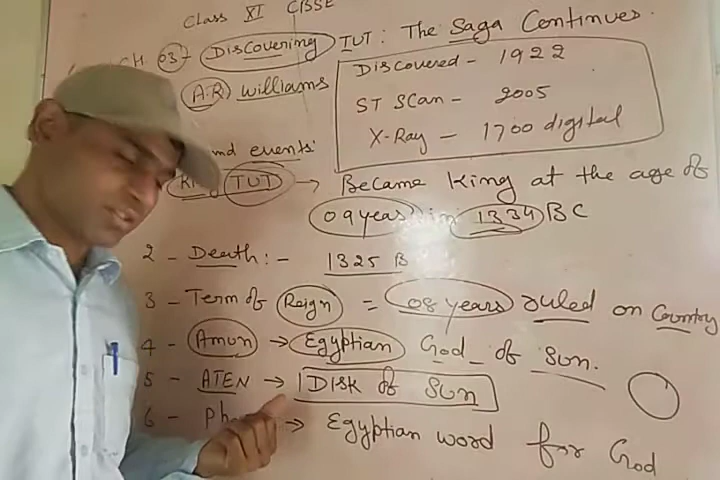 Class XI CBSE
CH. 03- Discovering TUT: The Saga Continues.
A.R. Williams
Discovered - 1922
ST SCan - 2005
X-Ray - 1700 digital
and events:
King TUT → Became King at the age of
09 years in 1334 BC
2 - Death:- 1325 B
3 - Term of Reign = 08 years ruled on Country
4 - Amun → Egyptian God of Sun.
5 - ATEN → DISK of SUN
6 - → Egyptian word for God